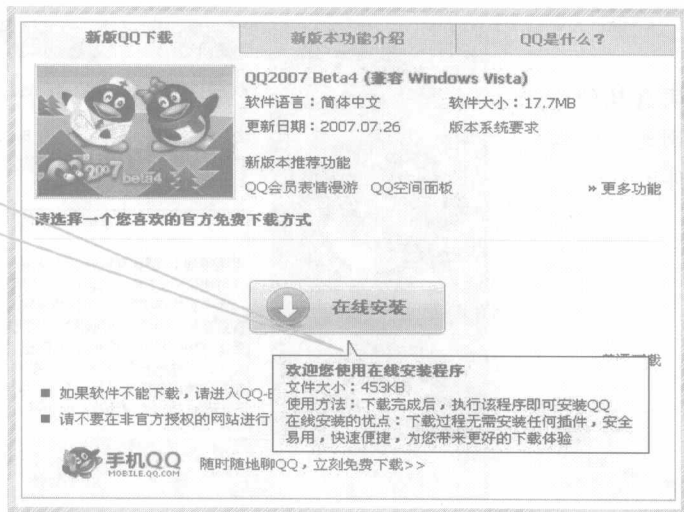 新版QQ下载
新版本功能介绍
QQ是什么？
QQ2007 beta4
QQ2007 Beta4 (兼容 Windows Vista)
软件语言：简体中文 软件大小：17.7MB
更新日期：2007.07.26 版本系统要求
新版本推荐功能
QQ会员表情漫游 QQ空间面板 » 更多功能
请选择一个您喜欢的官方免费下载方式
在线安装
欢迎您使用在线安装程序
文件大小：453KB
使用方法：下载完成后，执行该程序即可安装QQ
在线安装的优点：下载过程无需安装任何插件，安全
易用，快速便捷，为您带来更好的下载体验
■ 如果软件不能下载，请进入QQ-
■ 请不要在非官方授权的网站进行
手机QQ
MOBILE.QQ.COM
随时随地聊QQ，立刻免费下载>>